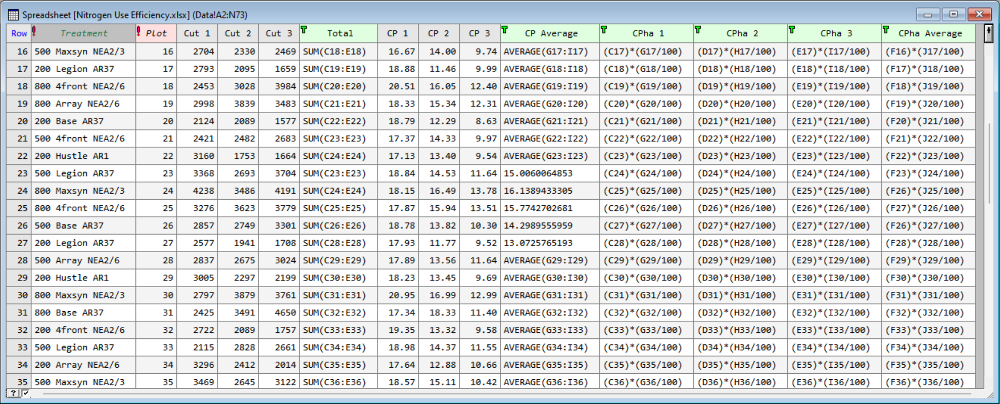 Spreadsheet [Nitrogen Use Efficiency.xlsx] (Data!A2:N73)
Row Treatment Plot Cut 1 Cut 2 Cut 3 Total CP 1 CP 2 CP 3 CP Average CPha 1 CPha 2 CPha 3 CPha Average
16 500 Maxsyn NEA2/3 16 2704 2330 2469 SUM(C18:E18) 16.67 14.00 9.74 AVERAGE(G17:I17) (C17)*(G17/100) (D17)*(H17/100) (E17)*(I17/100) (F16)*(J17/100)
17 200 Legion AR37 17 2793 2095 1659 SUM(C19:E19) 18.88 11.46 9.99 AVERAGE(G18:I18) (C18)*(G18/100) (D18)*(H18/100) (E18)*(I18/100) (F17)*(J18/100)
18 800 4front NEA2/6 18 2453 3028 3984 SUM(C20:E20) 20.51 16.05 12.40 AVERAGE(G19:I19) (C19)*(G19/100) (D19)*(H19/100) (E19)*(I19/100) (F18)*(J19/100)
19 800 Array NEA2/6 19 2998 3839 3483 SUM(C21:E21) 18.33 15.34 12.31 AVERAGE(G20:I20) (C20)*(G20/100) (D20)*(H20/100) (E20)*(I20/100) (F19)*(J20/100)
20 200 Base AR37 20 2124 2089 1577 SUM(C22:E22) 18.79 12.29 8.63 AVERAGE(G21:I21) (C21)*(G21/100) (D21)*(H21/100) (E21)*(I21/100) (F20)*(J21/100)
21 500 4front NEA2/6 21 2421 2482 2683 SUM(C23:E23) 17.37 14.33 9.97 AVERAGE(G22:I22) (C22)*(G22/100) (D22)*(H22/100) (E22)*(I22/100) (F21)*(J22/100)
22 200 Hustle AR1 22 3160 1753 1664 SUM(C24:E24) 17.13 13.40 9.54 AVERAGE(G23:I23) (C23)*(G23/100) (D23)*(H23/100) (E23)*(I23/100) (F22)*(J23/100)
23 500 Legion AR37 23 3368 2693 3704 SUM(C23:E23) 18.84 14.53 11.64 15.0060064853 (C24)*(G24/100) (D24)*(H24/100) (E24)*(I24/100) (F23)*(J24/100)
24 800 Maxsyn NEA2/3 24 4238 3486 4191 SUM(C24:E24) 18.15 16.49 13.78 16.1389433305 (C25)*(G25/100) (D25)*(H25/100) (E25)*(I25/100) (F26)*(J25/100)
25 800 4front NEA2/6 25 3276 3623 3779 SUM(C25:E25) 17.87 15.94 13.51 15.7742702681 (C26)*(G26/100) (D26)*(H26/100) (E26)*(I26/100) (F27)*(J26/100)
26 500 Base AR37 26 2857 2749 3301 SUM(C26:E26) 18.78 13.82 10.30 14.2989555959 (C27)*(G27/100) (D27)*(H27/100) (E27)*(I27/100) (F26)*(J27/100)
27 200 Legion AR37 27 2577 1941 1708 SUM(C28:E28) 17.93 11.77 9.52 13.0725765193 (C28)*(G28/100) (D28)*(H28/100) (E28)*(I28/100) (F28)*(J28/100)
28 500 Array NEA2/6 28 2837 2675 3024 SUM(C29:E29) 17.89 13.56 11.64 AVERAGE(G29:I29) (C29)*(G29/100) (D29)*(H29/100) (E29)*(I29/100) (F29)*(J29/100)
29 200 Hustle AR1 29 3005 2297 2199 SUM(C30:E30) 18.23 13.45 9.69 AVERAGE(G30:I30) (C30)*(G30/100) (D30)*(H30/100) (E30)*(I30/100) (F30)*(J30/100)
30 800 Maxsyn NEA2/3 30 2797 3879 3761 SUM(C31:E31) 20.95 16.99 12.99 AVERAGE(G31:I31) (C31)*(G31/100) (D31)*(H31/100) (E31)*(I31/100) (F31)*(J31/100)
31 800 Base AR37 31 2425 3491 4650 SUM(C32:E32) 17.34 18.33 11.40 AVERAGE(G32:I32) (C32)*(G32/100) (D32)*(H32/100) (E32)*(I32/100) (F32)*(J32/100)
32 200 4front NEA2/6 32 2722 2089 1757 SUM(C33:E33) 19.35 13.32 9.58 AVERAGE(G33:I33) (C33)*(G33/100) (D33)*(H33/100) (E33)*(I33/100) (F33)*(J33/100)
33 500 Legion AR37 33 2115 2828 2661 SUM(C34:E34) 18.98 14.37 11.55 AVERAGE(G34:I34) (C34)*(G34/100) (D34)*(H34/100) (E34)*(I34/100) (F34)*(J34/100)
34 200 Array NEA2/6 34 3296 2412 2014 SUM(C35:E35) 17.64 12.88 10.66 AVERAGE(G35:I35) (C35)*(G35/100) (D35)*(H35/100) (E35)*(I35/100) (F35)*(J35/100)
35 500 Maxsyn NEA2/3 35 3469 2645 3122 SUM(C36:E36) 18.57 15.11 10.42 AVERAGE(G36:I36) (C36)*(G36/100) (D36)*(H36/100) (E36)*(I36/100) (F36)*(J36/100)
?